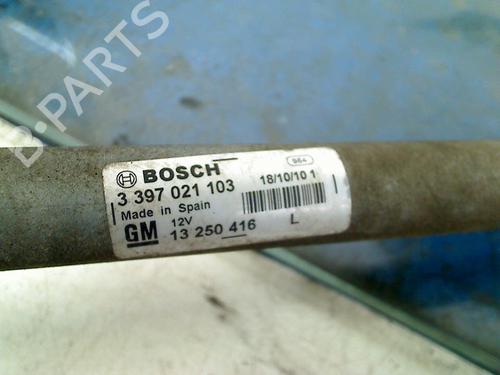 B-PARTS
BOSCH
984
3 397 021 103
18/10/10 1
Made in Spain
GM
12V
13 250 416
L